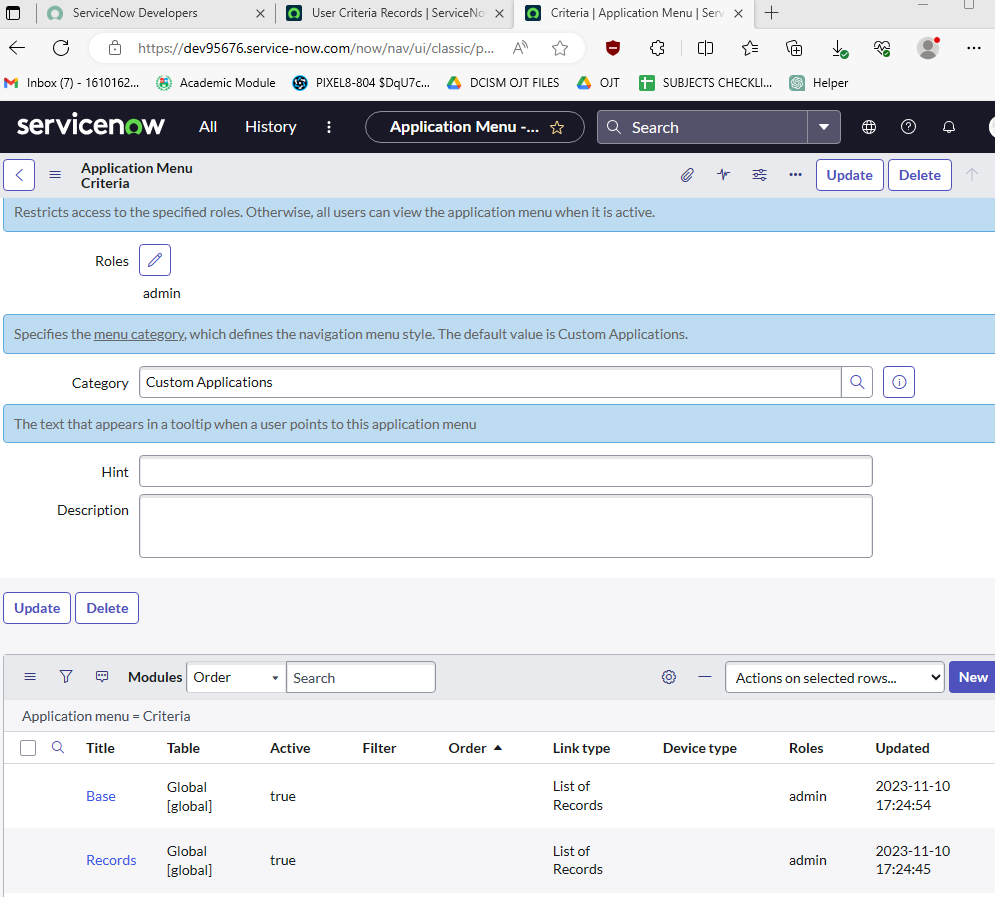 ServiceNow Developers
User Criteria Records | ServiceNo
Criteria | Application Menu | Serv
https://dev95676.service-now.com/now/nav/ui/classic/p...
Inbox (7) - 1610162...
Academic Module
PIXEL8-804 $DqU7c...
DCISM OJT FILES
OJT
SUBJECTS CHECKLI...
Helper
servicenow
All
History
Application Menu -...
Search
Application Menu
Criteria
Update
Delete
Restricts access to the specified roles. Otherwise, all users can view the application menu when it is active.
Roles
admin
Specifies the menu category, which defines the navigation menu style. The default value is Custom Applications.
Category
Custom Applications
The text that appears in a tooltip when a user points to this application menu
Hint
Description
Update
Delete
Modules
Order
Search
Actions on selected rows...
New
Application menu = Criteria
Title
Table
Active
Filter
Order
Link type
Device type
Roles
Updated
Base
Global
[global]
true
List of
Records
admin
2023-11-10
17:24:54
Records
Global
[global]
true
List of
Records
admin
2023-11-10
17:24:45